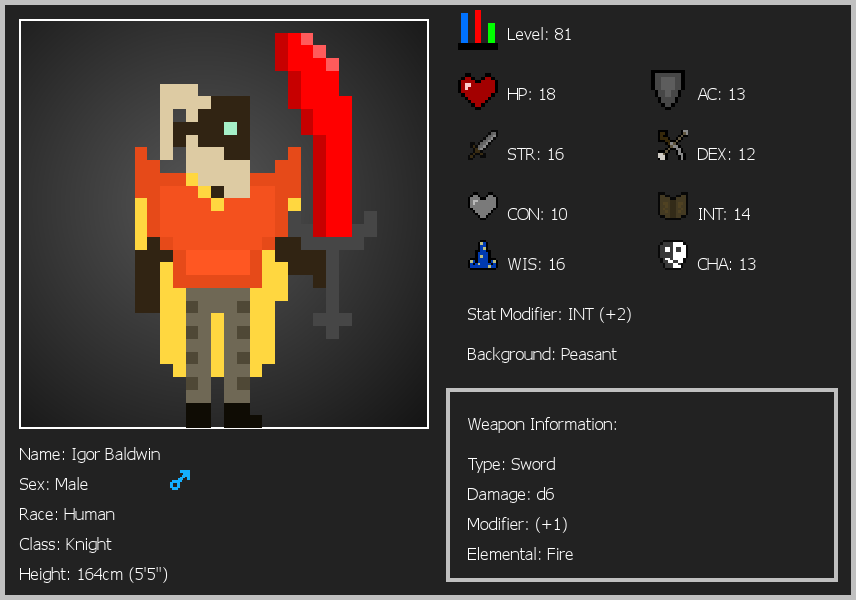 Level: 81
HP: 18
AC: 13
STR: 16
DEX: 12
CON: 10
INT: 14
WIS: 16
CHA: 13
Stat Modifier: INT (+2)
Background: Peasant
Weapon Information:
Type: Sword
Damage: d6
Modifier: (+1)
Elemental: Fire
Name: Igor Baldwin
Sex: Male
Race: Human
Class: Knight
Height: 164cm (5'5")